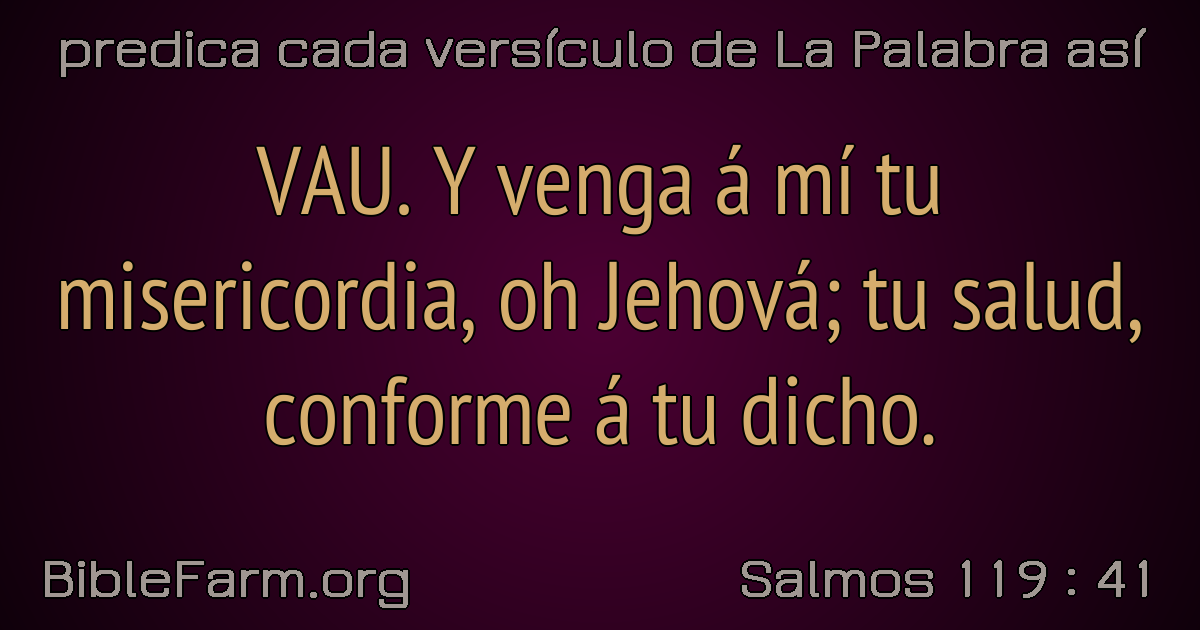 predica cada versículo de La Palabra así
VAU. Y venga á mí tu
misericordia, oh Jehová; tu salud,
conforme á tu dicho.
BibleFarm.org
Salmos 119 : 41